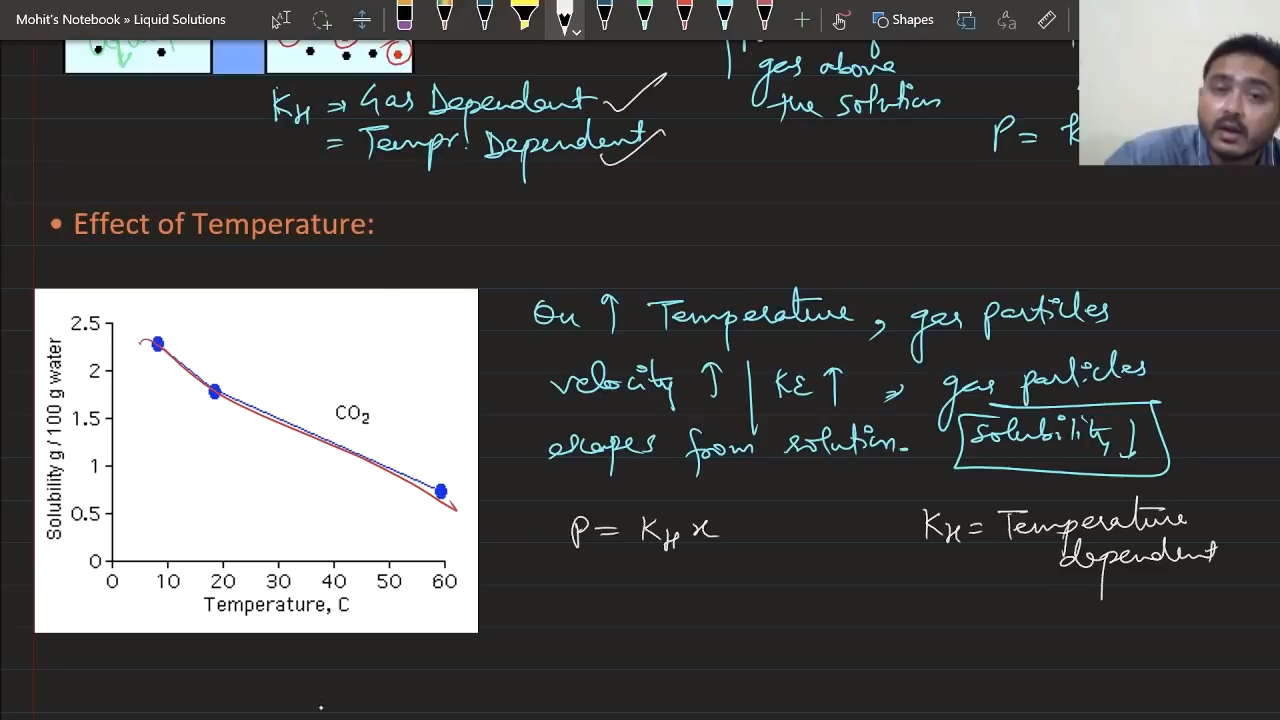 Mohit's Notebook » Liquid Solutions
Shapes
gas above
the solution
KH ⇒ Gas Dependent
= Tempr! Dependent
P = K
• Effect of Temperature:
2.5
2
1.5
1
0.5
0
Solubility g / 100 g water
CO2
0 10 20 30 40 50 60
Temperature, C
On ↑ Temperature, gas particles
velocity ↑ | KE ↑ ⇒ gas particles
escapes from solution. Solubility ↓
P = KH x
KH = Temperature
dependent